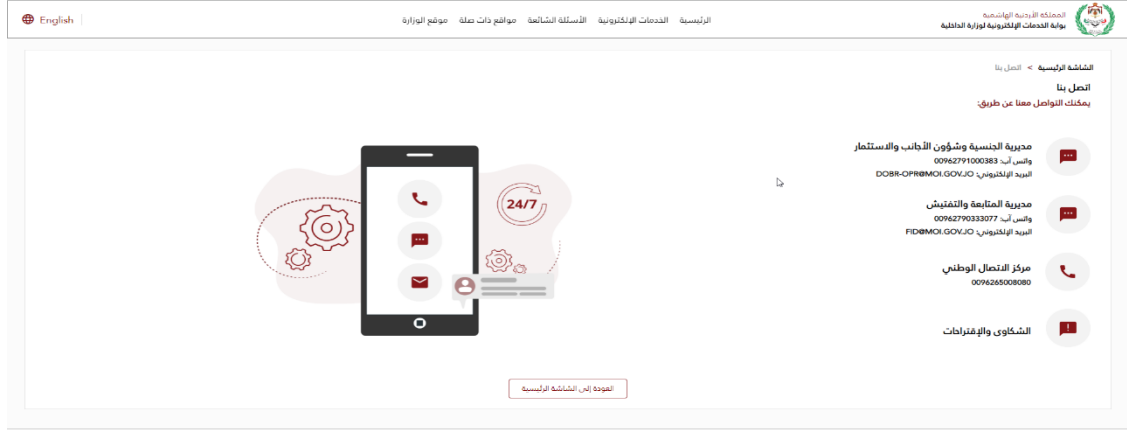 المملكة الأردنية الهاشمية
بوابة الخدمات الإلكترونية لوزارة الداخلية
الرئيسية الخدمات الإلكترونية الأسئلة الشائعة مواقع ذات صلة موقع الوزارة
English
الشاشة الرئيسية > اتصل بنا
اتصل بنا
يمكنك التواصل معنا عن طريق:
مديرية الجنسية وشؤون الأجانب والاستثمار
واتس آب: 00962791000383
البريد الإلكتروني: DOBR-OPR@MOI.GOV.JO
مديرية المتابعة والتفتيش
واتس آب: 00962790333077
البريد الإلكتروني: FID@MOI.GOV.JO
مركز الاتصال الوطني
0096265008080
الشكاوى والإقتراحات
24/7
العودة إلى الشاشة الرئيسية